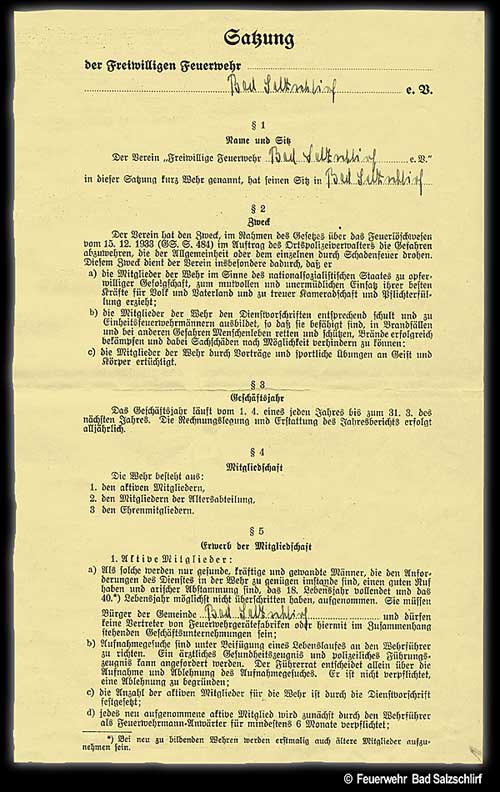 Satzung
der Freiwilligen Feuerwehr
Bad Salzschlirf e. V.
§ 1
Name und Sitz
Der Verein „Freiwillige Feuerwehr Bad Salzschlirf e. V."
in dieser Satzung kurz Wehr genannt, hat seinen Sitz in Bad Salzschlirf
§ 2
Zweck
Der Verein hat den Zweck, im Rahmen des Gesetzes über das Feuerlöschwesen
vom 15. 12. 1933 (GS. S. 484) im Auftrag des Ortspolizeiverwalters die Gefahren
abzuwehren, die der Allgemeinheit oder dem einzelnen durch Schadenfeuer drohen.
Diesem Zweck dient der Verein insbesondere dadurch, daß er
a) die Mitglieder der Wehr im Sinne des nationalsozialistischen Staates zu opfer-
williger Gefolgschaft, zum mutvollen und unermüdlichen Einsatz ihrer besten
Kräfte für Volk und Vaterland und zu treuer Kameradschaft und Pflichterfül-
lung erzieht;
b) die Mitglieder der Wehr den Dienstvorschriften entsprechend schult und zu
Einheitsfeuerwehrmännern ausbildet, so daß sie befähigt sind, in Brandfällen
und bei anderen Gefahren Menschenleben retten und schützen, Brände erfolgreich
bekämpfen und dabei Sachschäden nach Möglichkeit verhindern zu können;
c) die Mitglieder der Wehr durch Vorträge und sportliche Übungen an Geist und
Körper ertüchtigt.
§ 3
Geschäftsjahr
Das Geschäftsjahr läuft vom 1. 4. eines jeden Jahres bis zum 31. 3. des
nächsten Jahres. Die Rechnungslegung und Erstattung des Jahresberichts erfolgt
alljährlich.
§ 4
Mitgliedschaft
Die Wehr besteht aus:
1. den aktiven Mitgliedern,
2. den Mitgliedern der Altersabteilung,
3 den Ehrenmitgliedern.
§ 5
Erwerb der Mitgliedschaft
1. Aktive Mitglieder:
a) Als solche werden nur gesunde, kräftige und gewandte Männer, die den Anfor-
derungen des Dienstes in der Wehr zu genügen imstande sind, einen guten Ruf
haben und arischer Abstammung sind, das 18. Lebensjahr vollendet und das
40.*) Lebensjahr möglichst nicht überschritten haben, aufgenommen. Sie müssen
Bürger der Gemeinde Bad Salzschlirf und dürfen
keine Vertreter von Feuerwehrgerätefabriken oder hiermit im Zusammenhang
stehenden Geschäftsunternehmungen sein;
b) Aufnahmegesuche sind unter Beifügung eines Lebenslaufes an den Wehrführer
zu richten. Ein ärztliches Gesundheitszeugnis und polizeiliches Führungs-
zeugnis kann angefordert werden. Der Führerrat entscheidet allein über die
Aufnahme und Ablehnung des Aufnahmegesuches. Er ist nicht verpflichtet,
eine Ablehnung zu begründen;
c) die Anzahl der aktiven Mitglieder für die Wehr ist durch die Dienstvorschrift
festgesetzt;
d) jedes neu aufgenommene aktive Mitglied wird zunächst durch den Wehrführer
als Feuerwehrmann-Anwärter für mindestens 6 Monate verpflichtet;
*) Bei neu zu bildenden Wehren werden erstmalig auch ältere Mitglieder aufzu-
nehmen sein.
© Feuerwehr Bad Salzschlirf